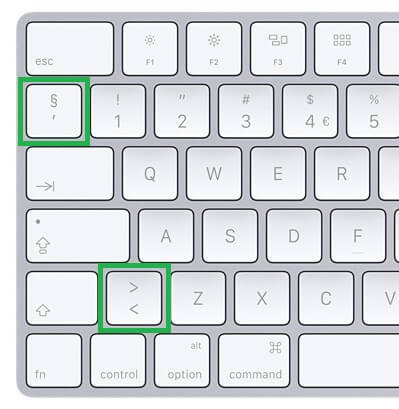 esc F1 F2 F3 F4
§ ! " # $ %
' 1 2 3 4 € 5
Q W E R
A S D F
>
< Z X C V
alt ⌘
fn control option command